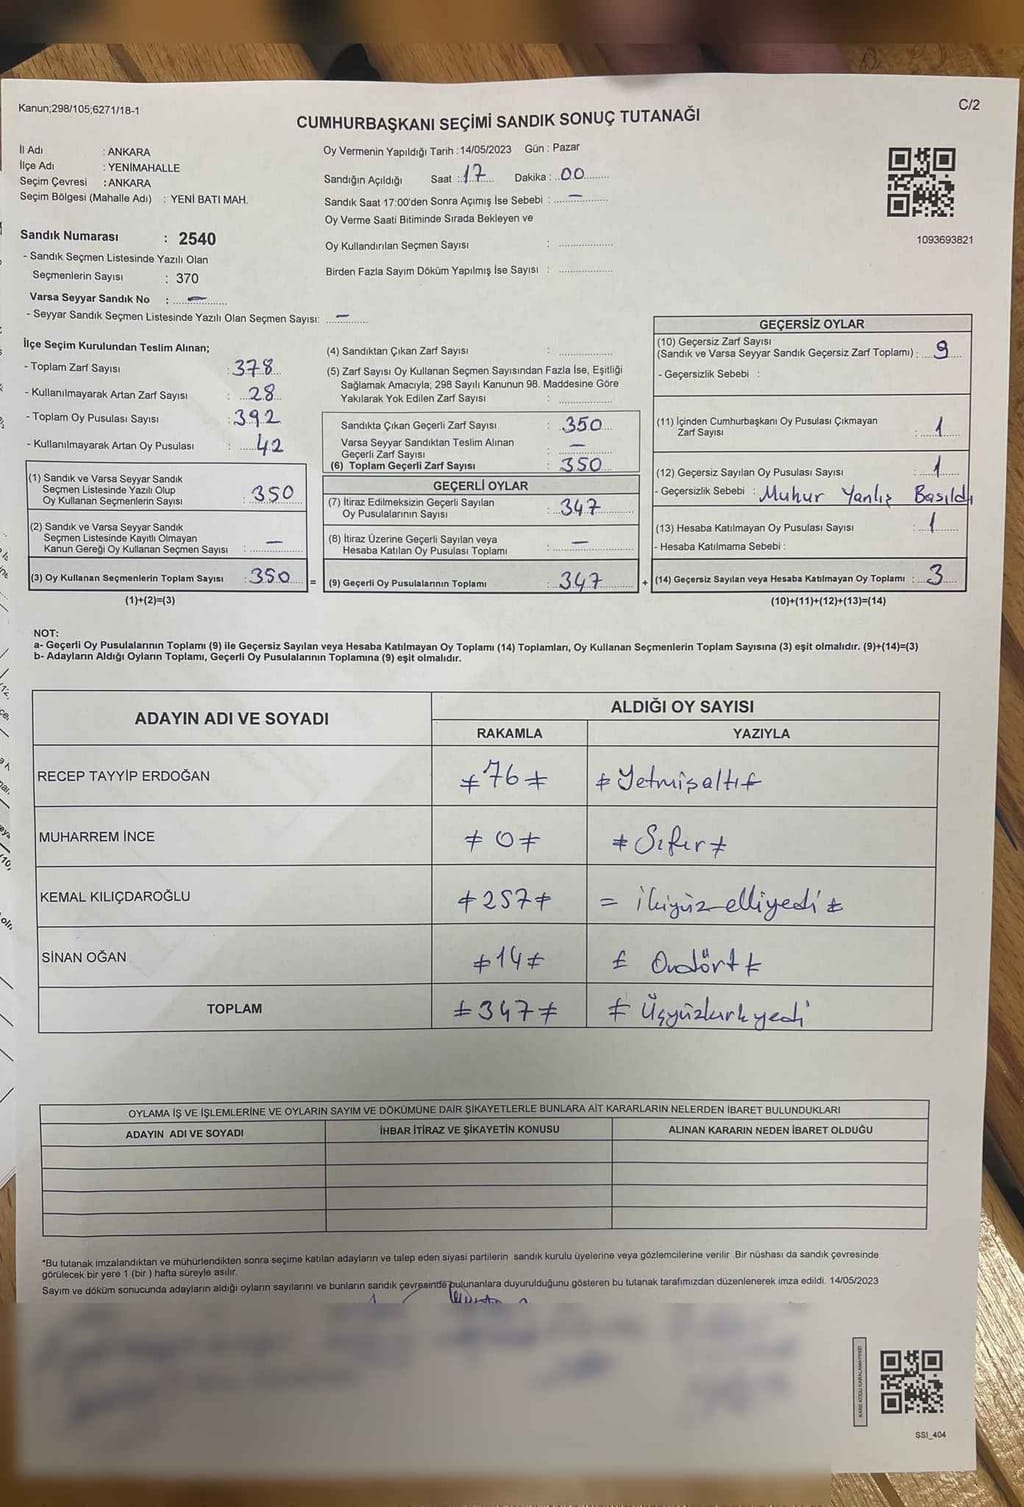 Kanun;298/105;6271/18-1
C/2
CUMHURBAŞKANI SEÇİMİ SANDIK SONUÇ TUTANAĞI
İl Adı : ANKARA
İlçe Adı : YENİMAHALLE
Seçim Çevresi : ANKARA
Seçim Bölgesi (Mahalle Adı) : YENİ BATI MAH.
Sandık Numarası : 2540
- Sandık Seçmen Listesinde Yazılı Olan
Seçmenlerin Sayısı : 370
Varsa Seyyar Sandık No : —
- Seyyar Sandık Seçmen Listesinde Yazılı Olan Seçmen Sayısı: —
Oy Vermenin Yapıldığı Tarih : 14/05/2023 Gün : Pazar
Sandığın Açıldığı Saat : 17 Dakika : 00
Sandık Saat 17:00'den Sonra Açımış İse Sebebi : —
Oy Verme Saati Bitiminde Sırada Bekleyen ve
Oy Kullandırılan Seçmen Sayısı :
Birden Fazla Sayım Döküm Yapılmış İse Sayısı :
1093693821
İlçe Seçim Kurulundan Teslim Alınan;
- Toplam Zarf Sayısı : 378
- Kullanılmayarak Artan Zarf Sayısı : 28
- Toplam Oy Pusulası Sayısı : 392
- Kullanılmayarak Artan Oy Pusulası : 42
(1) Sandık ve Varsa Seyyar Sandık
Seçmen Listesinde Yazılı Olup
Oy Kullanan Seçmenlerin Sayısı : 350
(2) Sandık ve Varsa Seyyar Sandık
Seçmen Listesinde Kayıtlı Olmayan
Kanun Gereği Oy Kullanan Seçmen Sayısı : —
(3) Oy Kullanan Seçmenlerin Toplam Sayısı : 350 =
(1)+(2)=(3)
(4) Sandıktan Çıkan Zarf Sayısı :
(5) Zarf Sayısı Oy Kullanan Seçmen Sayısından Fazla İse, Eşitliği
Sağlamak Amacıyla; 298 Sayılı Kanunun 98. Maddesine Göre
Yakılarak Yok Edilen Zarf Sayısı :
Sandıkta Çıkan Geçerli Zarf Sayısı : 350
Varsa Seyyar Sandıktan Teslim Alınan
Geçerli Zarf Sayısı : —
(6) Toplam Geçerli Zarf Sayısı : 350
GEÇERLİ OYLAR
(7) İtiraz Edilmeksizin Geçerli Sayılan
Oy Pusulalarının Sayısı : 347
(8) İtiraz Üzerine Geçerli Sayılan veya
Hesaba Katılan Oy Pusulası Toplamı : —
(9) Geçerli Oy Pusulalarının Toplamı : 347 +
GEÇERSİZ OYLAR
(10) Geçersiz Zarf Sayısı
(Sandık ve Varsa Seyyar Sandık Geçersiz Zarf Toplamı) : 9
- Geçersizlik Sebebi :
(11) İçinden Cumhurbaşkanı Oy Pusulası Çıkmayan
Zarf Sayısı : 1
(12) Geçersiz Sayılan Oy Pusulası Sayısı : 1
- Geçersizlik Sebebi : Muhur Yanlış Basıldı
(13) Hesaba Katılmayan Oy Pusulası Sayısı : 1
- Hesaba Katılmama Sebebi :
(14) Geçersiz Sayılan veya Hesaba Katılmayan Oy Toplamı : 3
(10)+(11)+(12)+(13)=(14)
NOT:
a- Geçerli Oy Pusulalarının Toplamı (9) ile Geçersiz Sayılan veya Hesaba Katılmayan Oy Toplamı (14) Toplamları, Oy Kullanan Seçmenlerin Toplam Sayısına (3) eşit olmalıdır. (9)+(14)=(3)
b- Adayların Aldığı Oyların Toplamı, Geçerli Oy Pusulalarının Toplamına (9) eşit olmalıdır.
ADAYIN ADI VE SOYADI ALDIĞI OY SAYISI
RAKAMLA YAZIYLA
RECEP TAYYİP ERDOĞAN ≠76≠ ≠Yetmişaltı≠
MUHARREM İNCE ≠0≠ ≠Sıfır≠
KEMAL KILIÇDAROĞLU ≠257≠ = ikiyüzelliyedi≠
SİNAN OĞAN ≠14≠ ≠ Ondört≠
TOPLAM ≠347≠ ≠Üçyüzkırkyedi
OYLAMA İŞ VE İŞLEMLERİNE VE OYLARIN SAYIM VE DÖKÜMÜNE DAİR ŞİKAYETLERLE BUNLARA AİT KARARLARIN NELERDEN İBARET BULUNDUKLARI
ADAYIN ADI VE SOYADI İHBAR İTİRAZ VE ŞİKAYETİN KONUSU ALINAN KARARIN NEDEN İBARET OLDUĞU
*Bu tutanak imzalandıktan ve mühürlendikten sonra seçime katılan adayların ve talep eden siyasi partilerin sandık kurulu üyelerine veya gözlemcilerine verilir .Bir nüshası da sandık çevresinde
görülecek bir yere 1 (bir ) hafta süreyle asılır.
Sayım ve döküm sonucunda adayların aldığı oyların sayılarını ve bunların sandık çevresinde bulunanlara duyurulduğunu gösteren bu tutanak tarafımızdan düzenlenerek imza edildi. 14/05/2023
SSI_404